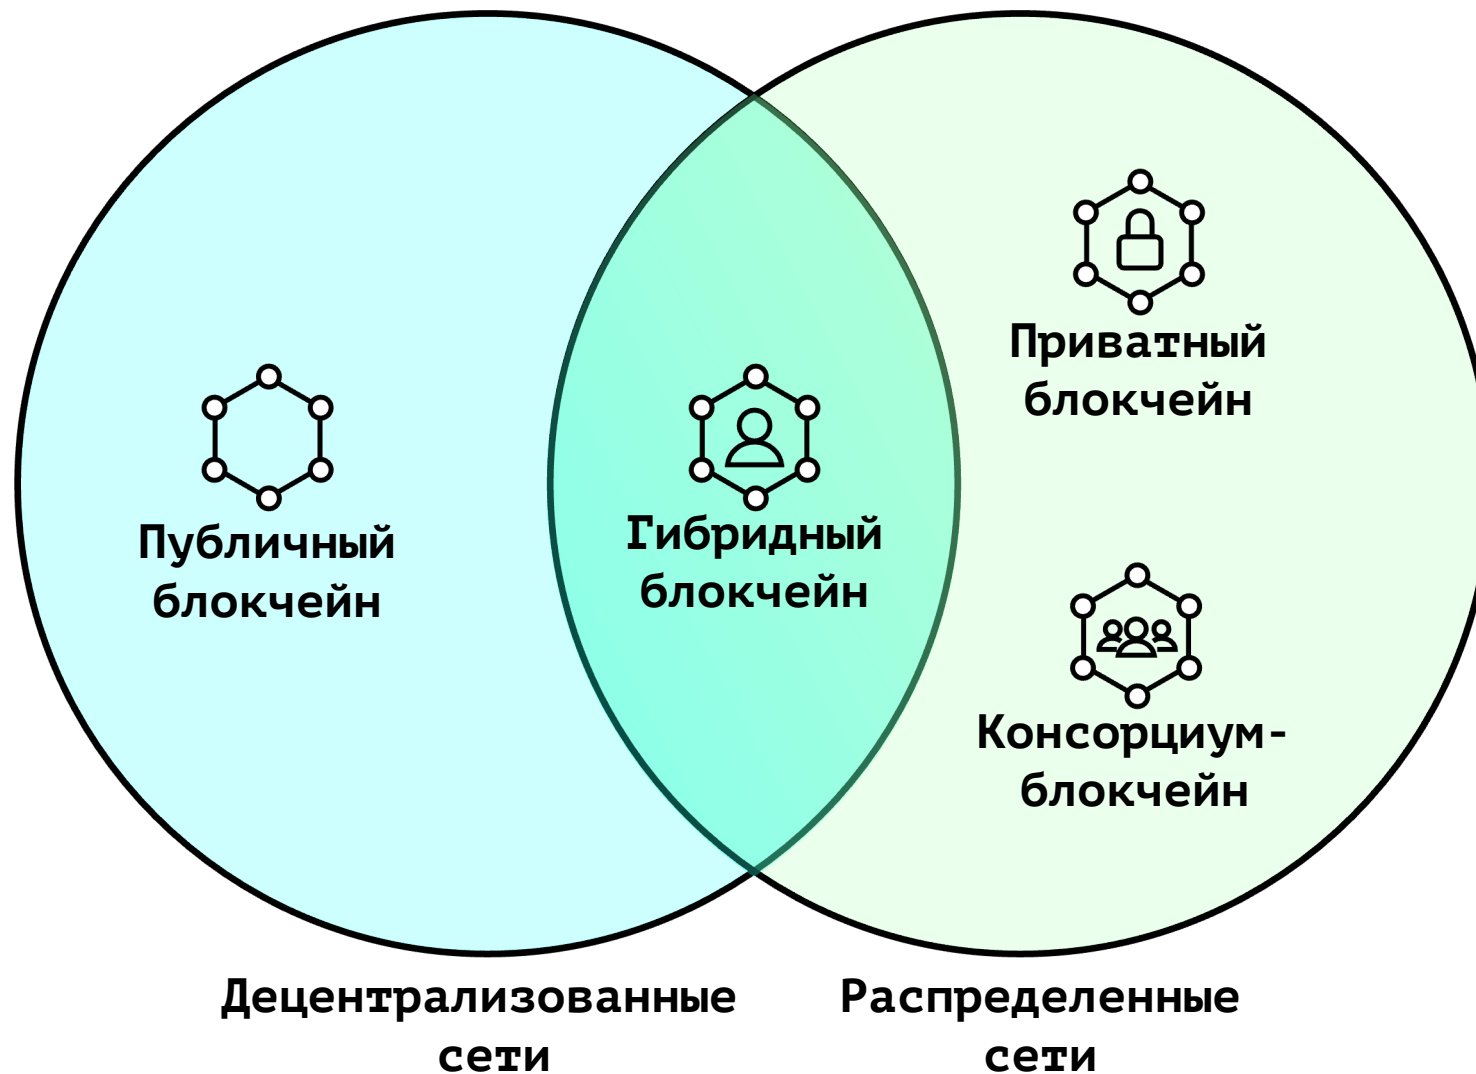 Публичный
блокчейн
Гибридный
блокчейн
Приватный
блокчейн
Консорциум-
блокчейн
Децентрализованные
сети
Распределенные
сети